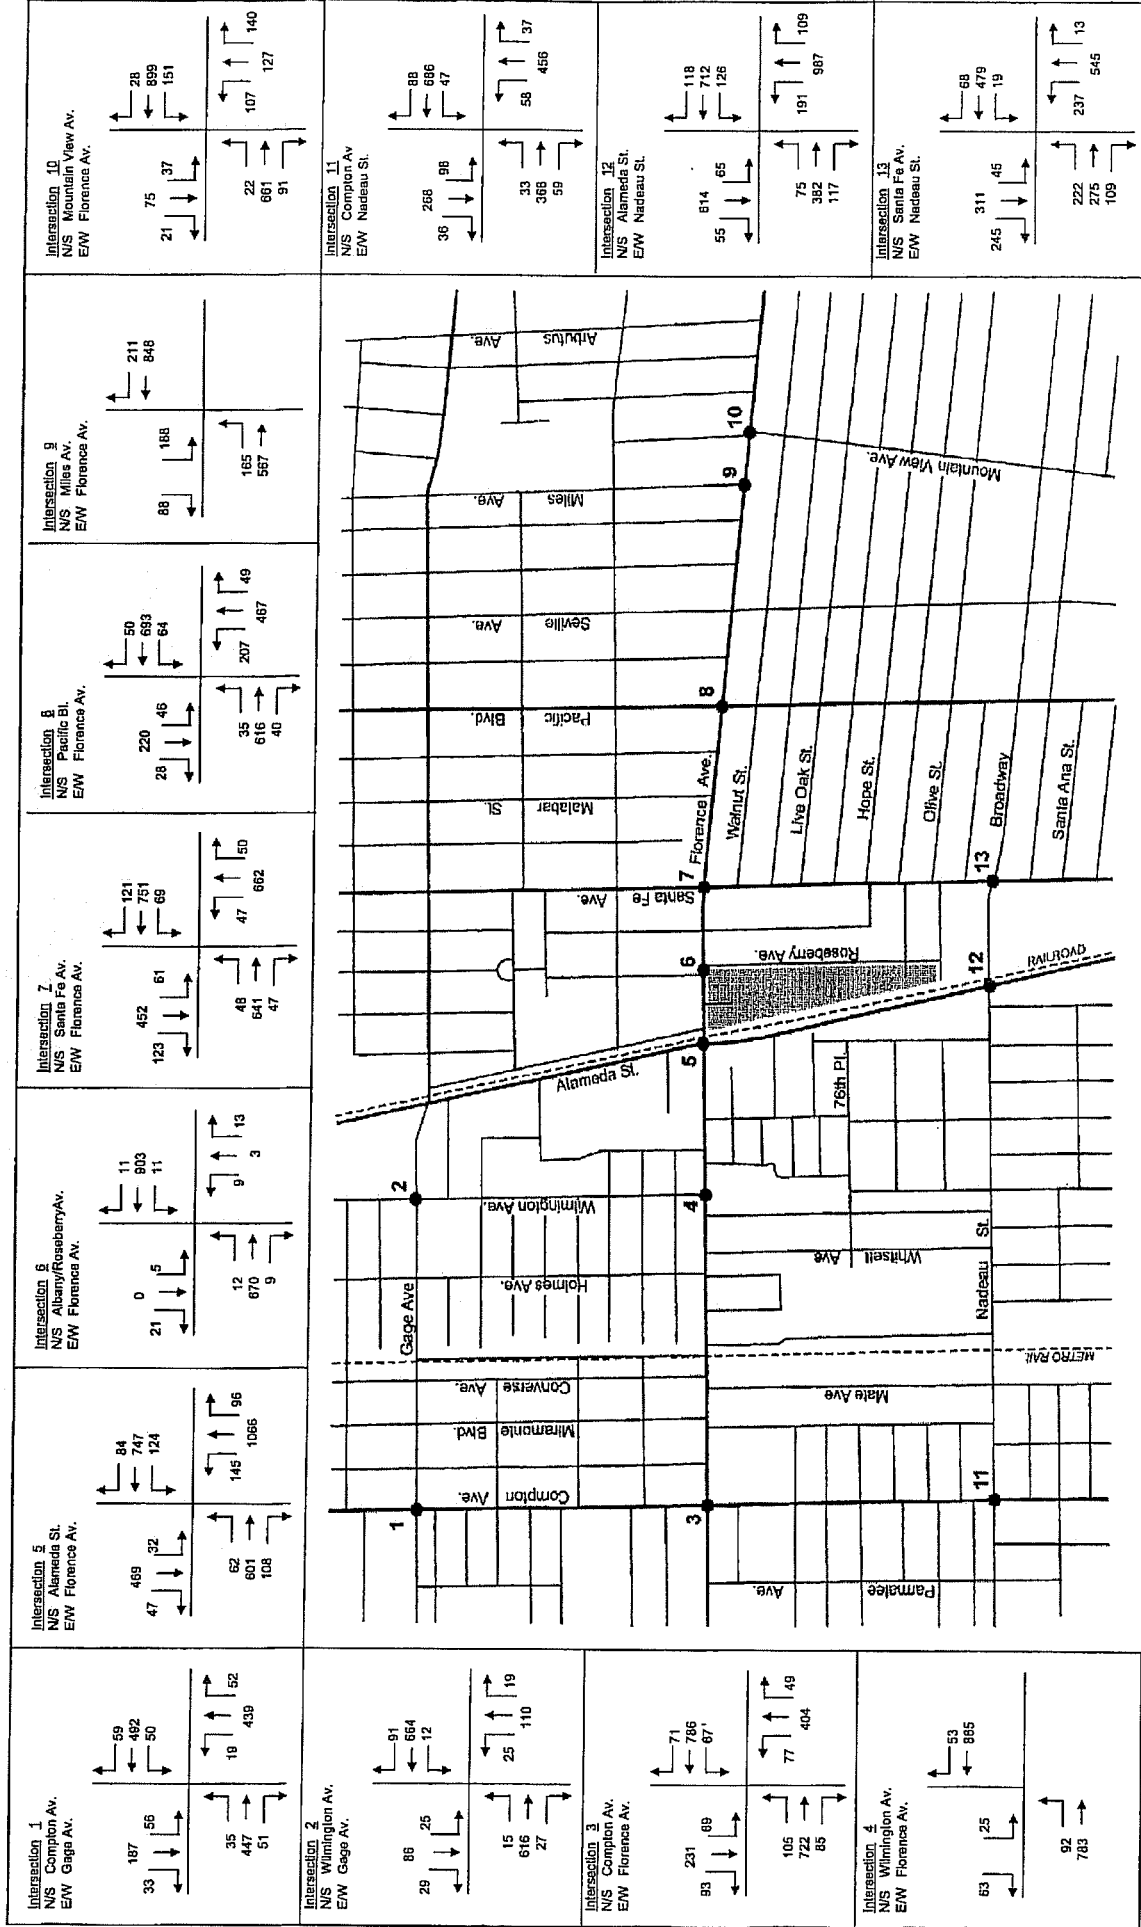 Intersection 1
N/S Compton Av.
E/W Gage Av.
33
187
56
59
492
50
35
447
51
19
439
52
Intersection 2
N/S Wilmington Av.
E/W Gage Av.
29
86
25
91
664
12
15
616
27
25
110
19
Intersection 3
N/S Compton Av.
E/W Florence Av.
93
231
69
71
786
67
105
722
85
77
404
49
Intersection 4
N/S Wilmington Av.
E/W Florence Av.
63
25
53
885
92
783
Intersection 5
N/S Alameda St.
E/W Florence Av.
47
469
32
84
747
124
62
601
108
145
1066
96
Intersection 6
N/S Albany/Roseberry Av.
E/W Florence Av.
21
0
5
11
903
11
12
670
9
9
3
13
Intersection 7
N/S Santa Fe Av.
E/W Florence Av.
123
452
61
121
751
69
48
641
47
47
662
50
Intersection 8
N/S Pacific Bl.
E/W Florence Av.
28
220
46
50
693
64
35
616
40
207
467
49
Intersection 9
N/S Miles Av.
E/W Florence Av.
88
188
211
848
165
567
Intersection 10
N/S Mountain View Av.
E/W Florence Av.
21
75
37
28
899
151
22
661
91
107
127
140
Intersection 11
N/S Compton Av
E/W Nadeau St.
36
268
98
88
686
47
33
368
59
58
456
37
Intersection 12
N/S Alameda St.
E/W Nadeau St.
55
614
65
118
712
126
75
382
117
191
987
109
Intersection 13
N/S Santa Fe Av.
E/W Nadeau St.
245
311
45
68
479
19
222
275
109
237
545
13
1
2
3
4
5
6
7
8
9
10
11
12
13
Gage Ave
Compton Ave.
Miramonte Blvd.
Converse Ave.
Holmes Ave.
Wilmington Ave.
Alameda St.
Santa Fe Ave.
Malabar St.
Pacific Blvd.
Seville Ave.
Miles Ave.
Arbutus Ave.
Florence Ave.
Walnut St.
Live Oak St.
Hope St.
Olive St.
Broadway
Santa Ana St.
Mountain View Ave.
Roseberry Ave.
RAILROAD
76th Pl.
Whitsett Ave
Nadeau St.
METRO RAIL
Mate Ave
Parmalee Ave.